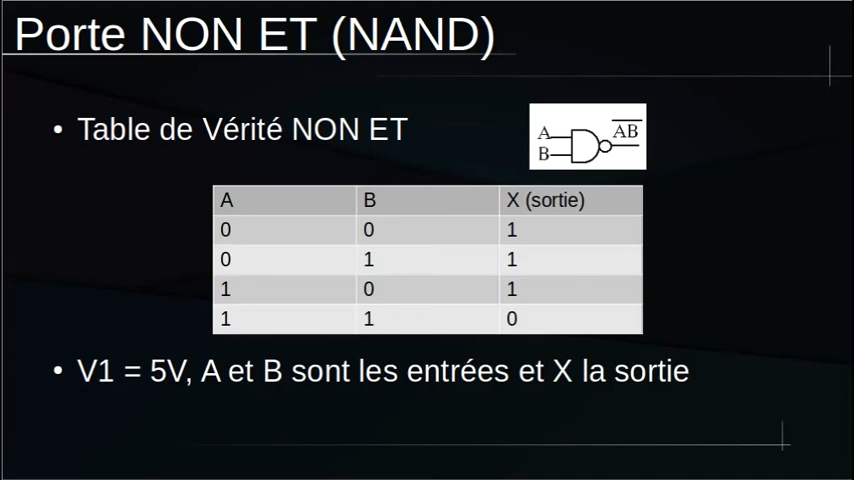 Porte NON ET (NAND)
• Table de Vérité NON ET
A
B
A̅B̅
A B X (sortie)
0 0 1
0 1 1
1 0 1
1 1 0
• V1 = 5V, A et B sont les entrées et X la sortie